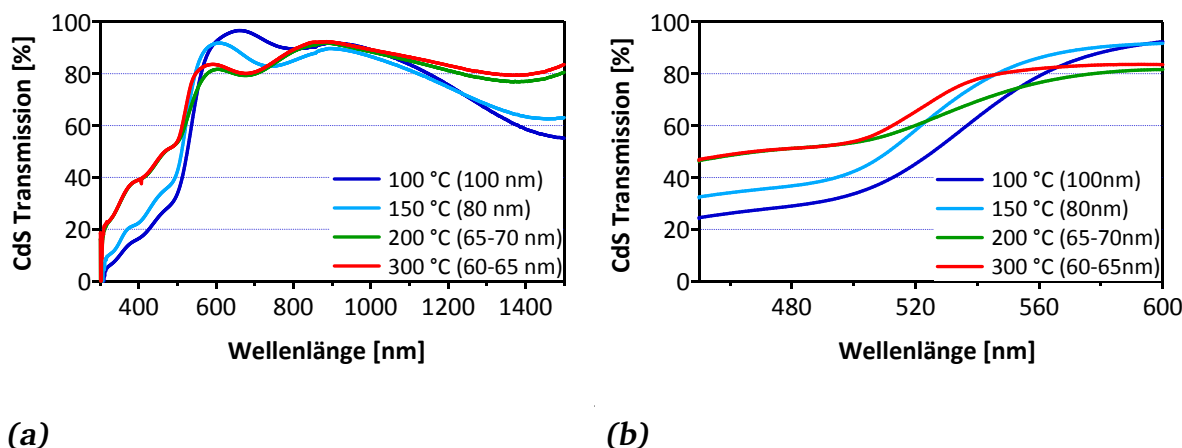 100
80
60
40
20
0
CdS Transmission [%]
400 600 800 1000 1200 1400
Wellenlänge [nm]
100 °C (100 nm)
150 °C (80 nm)
200 °C (65-70 nm)
300 °C (60-65 nm)
(a)
100
80
60
40
20
0
CdS Transmission [%]
480 520 560 600
Wellenlänge [nm]
100 °C (100nm)
150 °C (80nm)
200 °C (65-70nm)
300 °C (60-65nm)
(b)